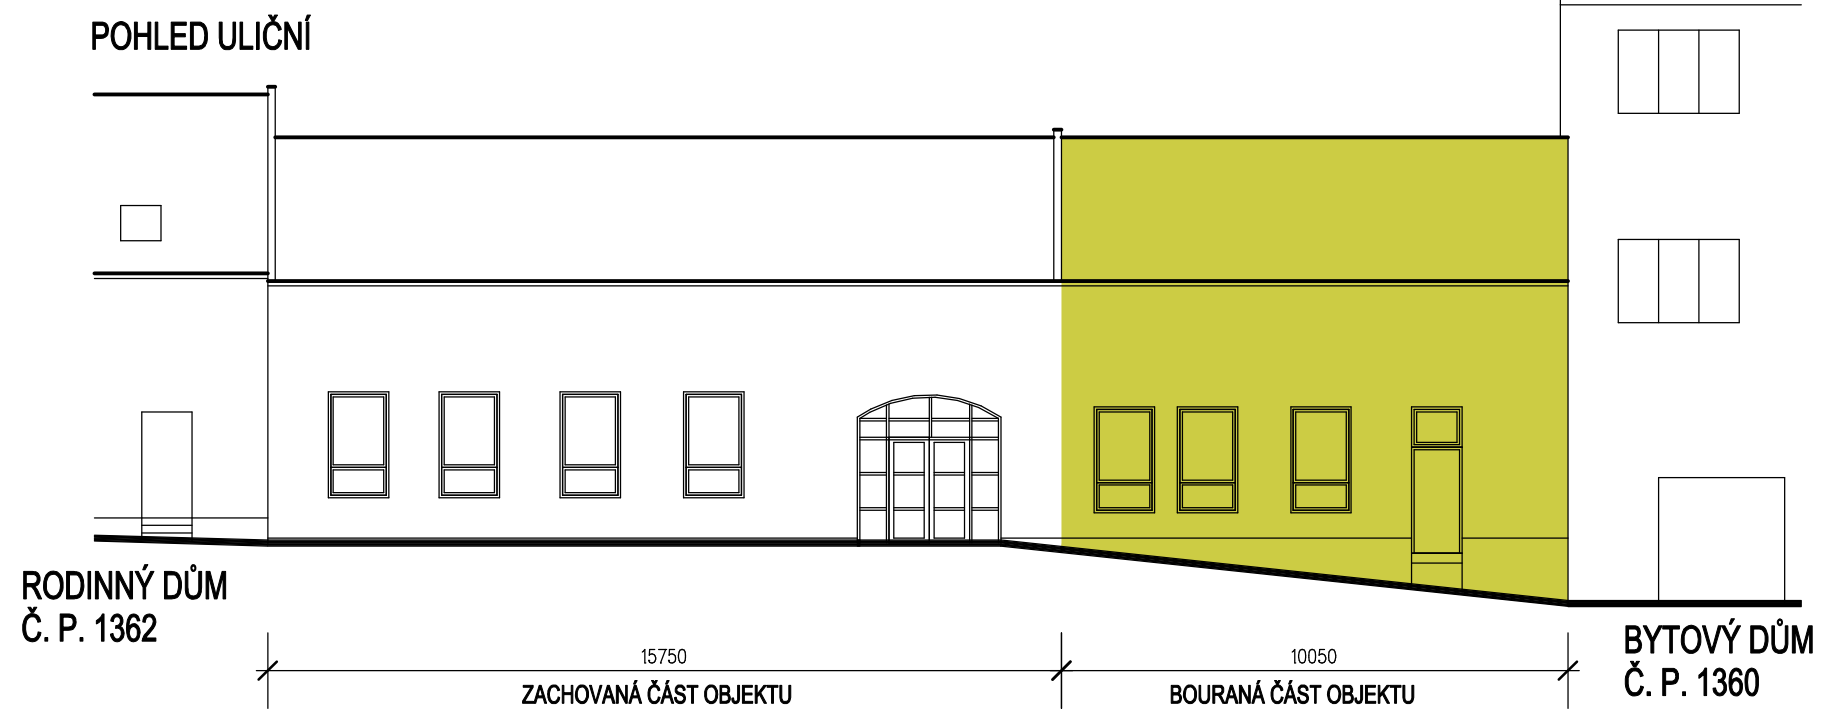 POHLED ULIČNÍ
RODINNÝ DŮM
Č. P. 1362
15750
ZACHOVANÁ ČÁST OBJEKTU
10050
BOURANÁ ČÁST OBJEKTU
BYTOVÝ DŮM
Č. P. 1360